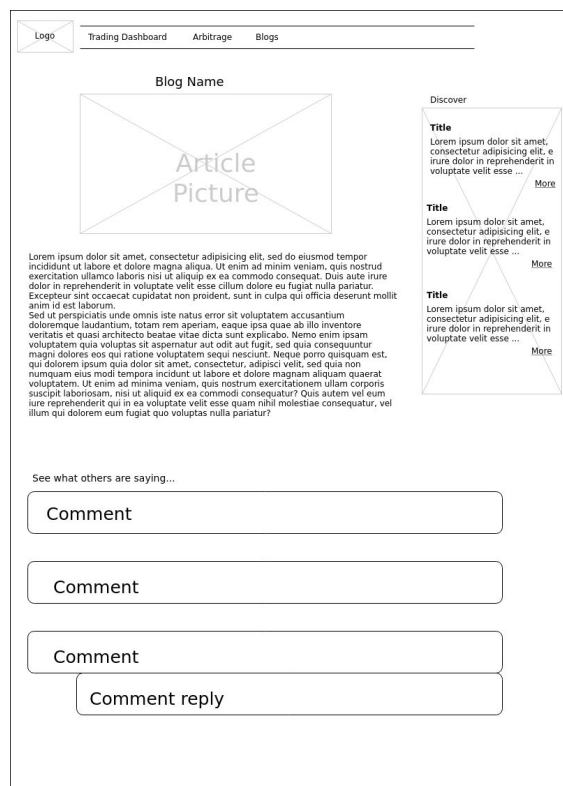 Logo
Trading Dashboard Arbitrage Blogs
Blog Name
Article
Picture
Discover
Title
Lorem ipsum dolor sit amet,
consectetur adipisicing elit, e
irure dolor in reprehenderit in
voluptate velit esse ...
More
Title
Lorem ipsum dolor sit amet,
consectetur adipisicing elit, e
irure dolor in reprehenderit in
voluptate velit esse ...
More
Title
Lorem ipsum dolor sit amet,
consectetur adipisicing elit, e
irure dolor in reprehenderit in
voluptate velit esse ...
More
Lorem ipsum dolor sit amet, consectetur adipisicing elit, sed do eiusmod tempor
incididunt ut labore et dolore magna aliqua. Ut enim ad minim veniam, quis nostrud
exercitation ullamco laboris nisi ut aliquip ex ea commodo consequat. Duis aute irure
dolor in reprehenderit in voluptate velit esse cillum dolore eu fugiat nulla pariatur.
Excepteur sint occaecat cupidatat non proident, sunt in culpa qui officia deserunt mollit
anim id est laborum.
Sed ut perspiciatis unde omnis iste natus error sit voluptatem accusantium
doloremque laudantium, totam rem aperiam, eaque ipsa quae ab illo inventore
veritatis et quasi architecto beatae vitae dicta sunt explicabo. Nemo enim ipsam
voluptatem quia voluptas sit aspernatur aut odit aut fugit, sed quia consequuntur
magni dolores eos qui ratione voluptatem sequi nesciunt. Neque porro quisquam est,
qui dolorem ipsum quia dolor sit amet, consectetur, adipisci velit, sed quia non
numquam eius modi tempora incidunt ut labore et dolore magnam aliquam quaerat
voluptatem. Ut enim ad minima veniam, quis nostrum exercitationem ullam corporis
suscipit laboriosam, nisi ut aliquid ex ea commodi consequatur? Quis autem vel eum
iure reprehenderit qui in ea voluptate velit esse quam nihil molestiae consequatur, vel
illum qui dolorem eum fugiat quo voluptas nulla pariatur?
See what others are saying...
Comment
Comment
Comment
Comment reply